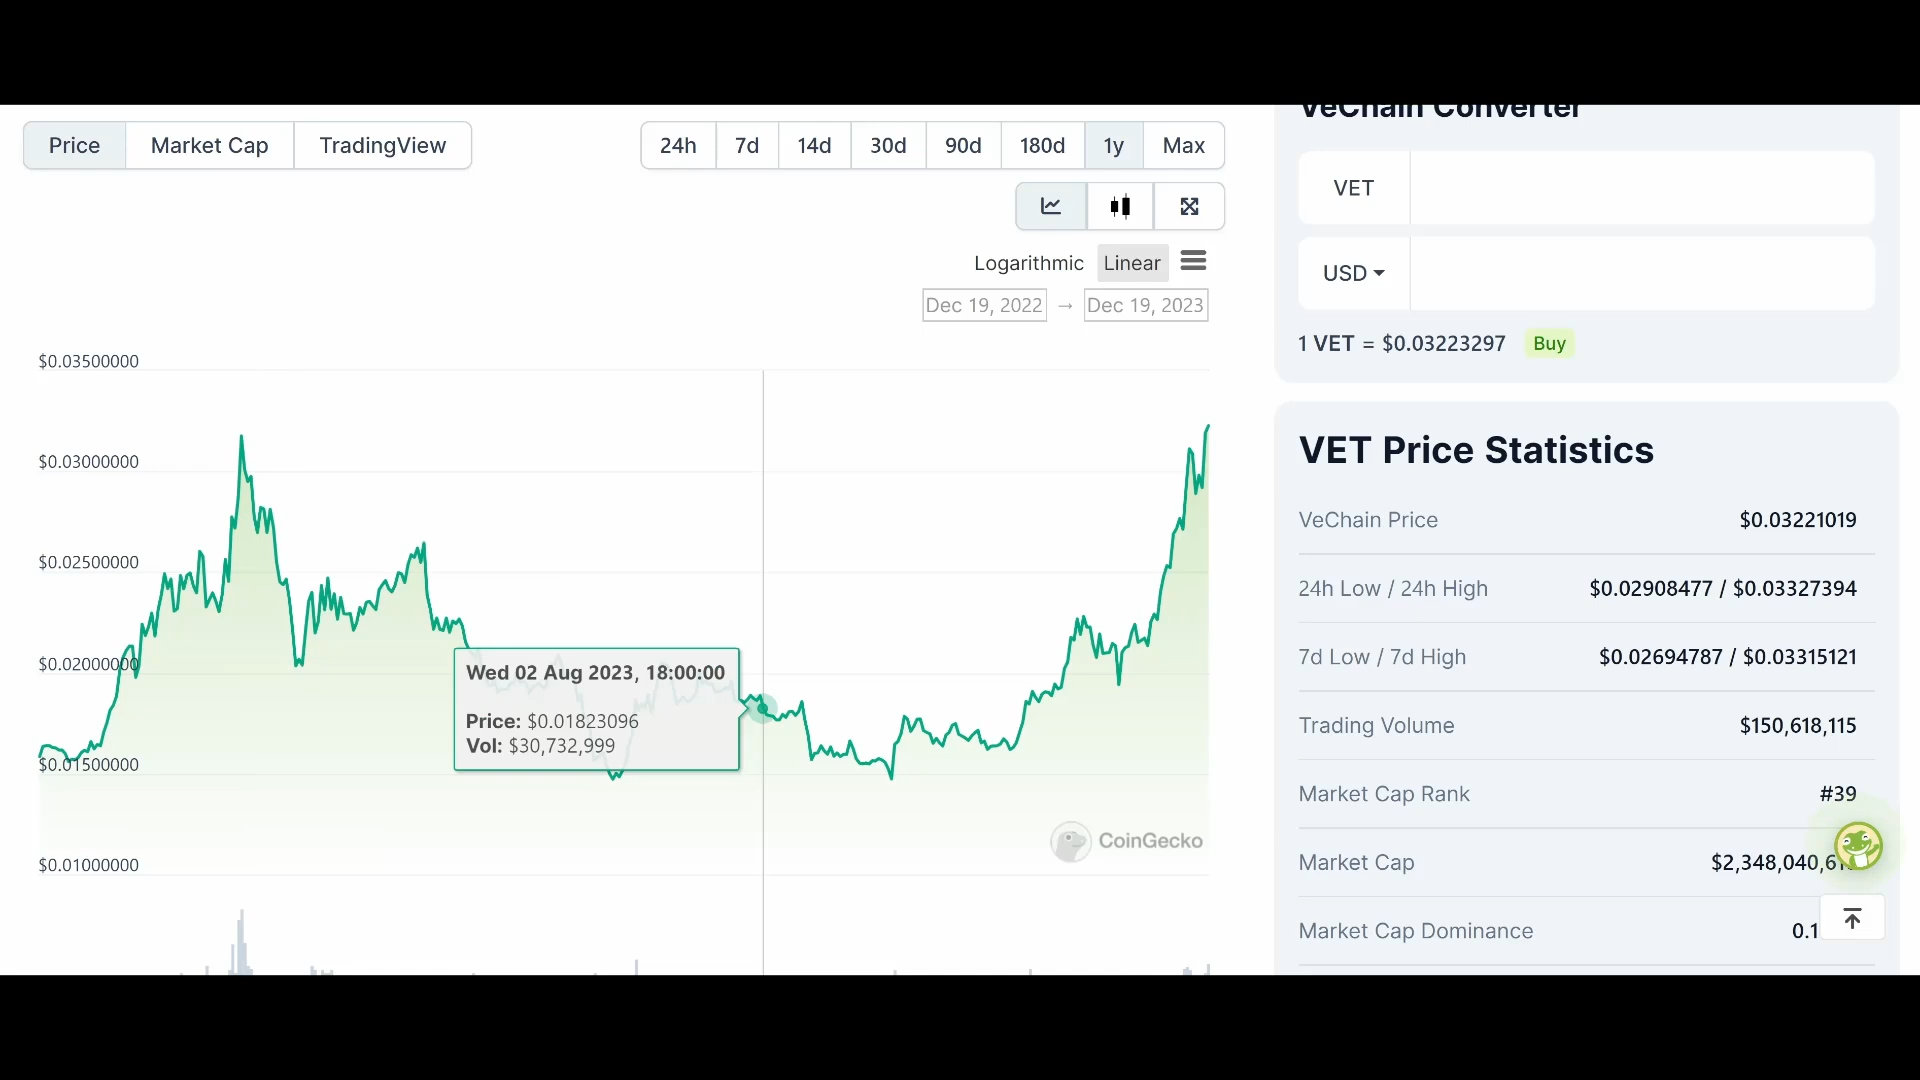 Price Market Cap TradingView
24h 7d 14d 30d 90d 180d 1y Max
Logarithmic Linear
Dec 19, 2022 → Dec 19, 2023
$0.03500000
$0.03000000
$0.02500000
$0.02000000
$0.01500000
$0.01000000
Wed 02 Aug 2023, 18:00:00
Price: $0.01823096
Vol: $30,732,999
CoinGecko
VeChain Converter
VET
USD
1 VET = $0.03223297 Buy
VET Price Statistics
VeChain Price $0.03221019
24h Low / 24h High $0.02908477 / $0.03327394
7d Low / 7d High $0.02694787 / $0.03315121
Trading Volume $150,618,115
Market Cap Rank #39
Market Cap
Market Cap Dominance